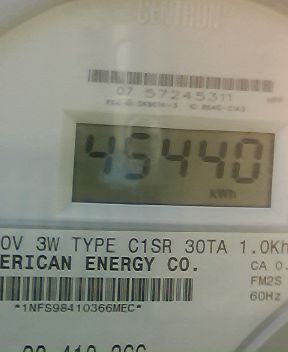 CENTRON
07 57245311
45440
kWh
0V 3W TYPE C1SR 30TA 1.0Kh
ERICAN ENERGY CO.
CA 0.
FM2S
60Hz
*1NFS98410366MEC*